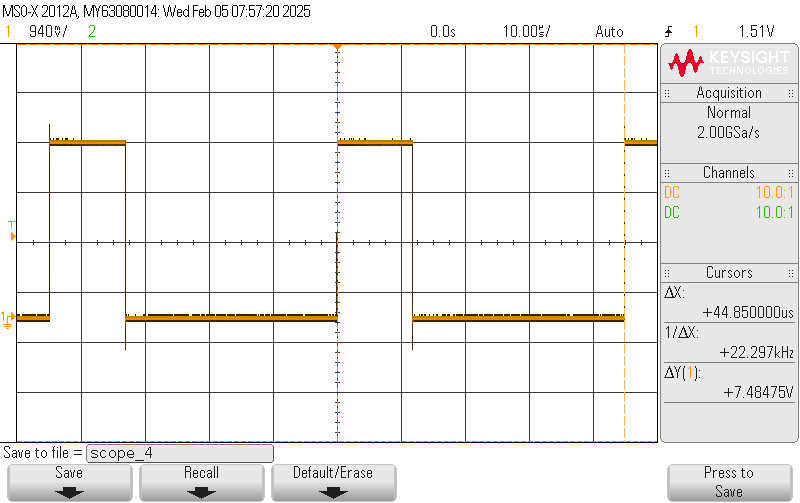 MSO-X 2012A, MY63080014: Wed Feb 05 07:57:20 2025
1 940㎷/ 2 0.0s 10.00㎲/ Auto 1 1.51V
KEYSIGHT
TECHNOLOGIES
Acquisition
Normal
2.00GSa/s
Channels
DC 10.0:1
DC 10.0:1
Cursors
ΔX:
+44.850000us
1/ΔX:
+22.297kHz
ΔY(1):
+7.48475V
T
1
Save to file = scope_4
Save Recall Default/Erase Press to
Save